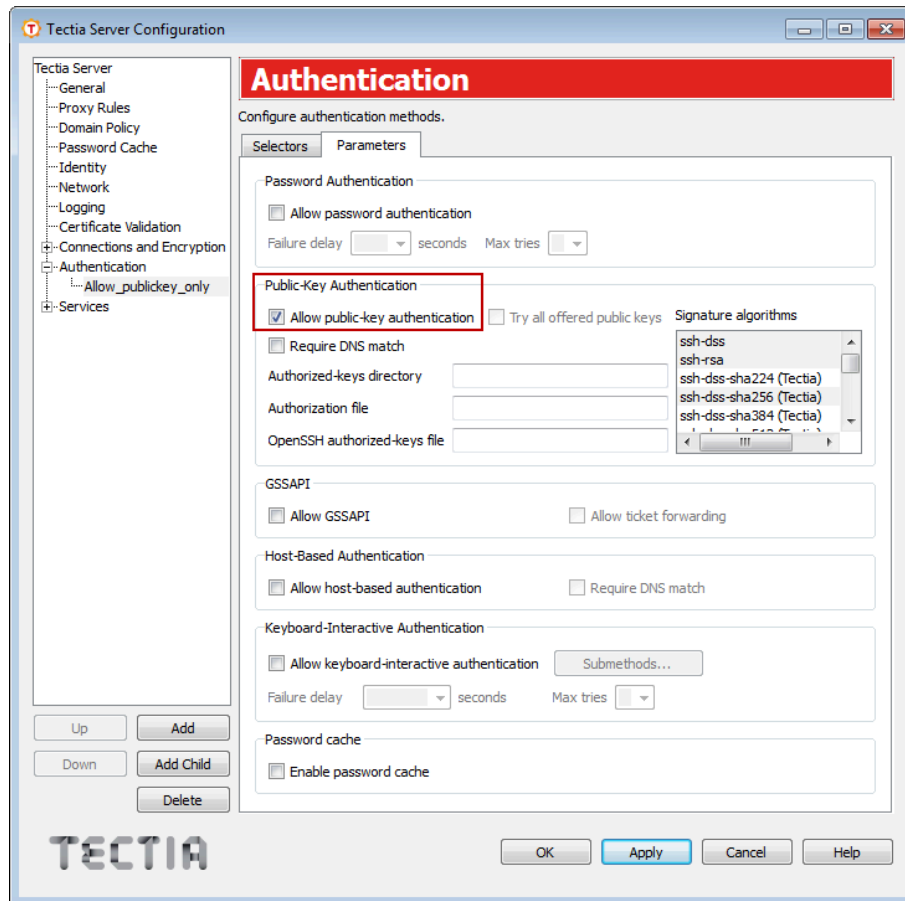 Tectia Server Configuration
Tectia Server
General
Proxy Rules
Domain Policy
Password Cache
Identity
Network
Logging
Certificate Validation
Connections and Encryption
Authentication
Allow_publickey_only
Services
Up
Add
Down
Add Child
Delete
TECTIA
Authentication
Configure authentication methods.
Selectors
Parameters
Password Authentication
Allow password authentication
Failure delay seconds Max tries
Public-Key Authentication
Allow public-key authentication
Try all offered public keys
Signature algorithms
Require DNS match
Authorized-keys directory
Authorization file
OpenSSH authorized-keys file
ssh-dss
ssh-rsa
ssh-dss-sha224 (Tectia)
ssh-dss-sha256 (Tectia)
ssh-dss-sha384 (Tectia)
GSSAPI
Allow GSSAPI
Allow ticket forwarding
Host-Based Authentication
Allow host-based authentication
Require DNS match
Keyboard-Interactive Authentication
Allow keyboard-interactive authentication
Submethods...
Failure delay seconds Max tries
Password cache
Enable password cache
OK
Apply
Cancel
Help